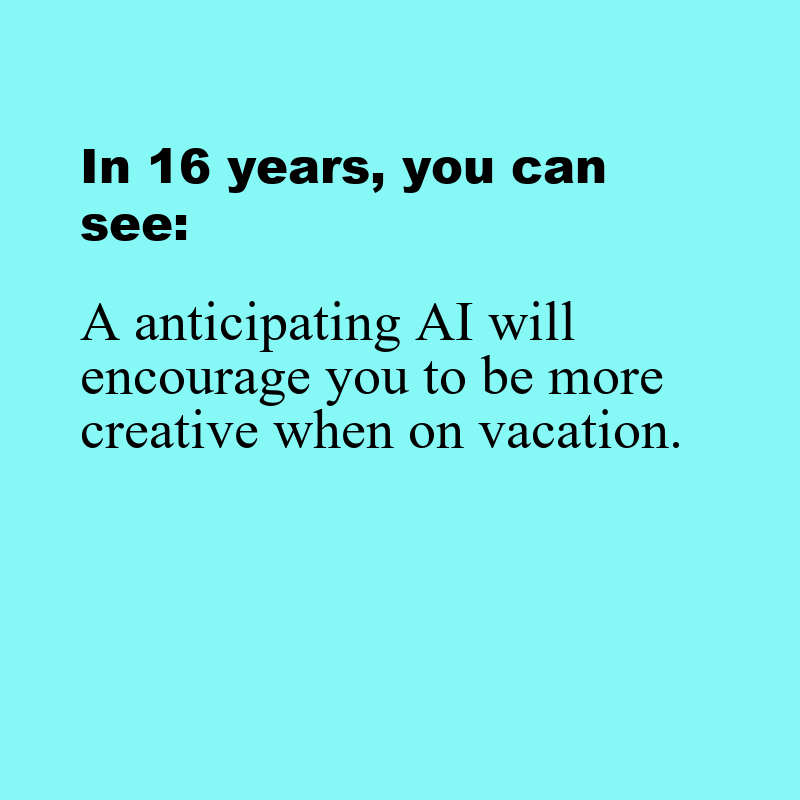 In 16 years, you can
see:
A anticipating AI will
encourage you to be more
creative when on vacation.